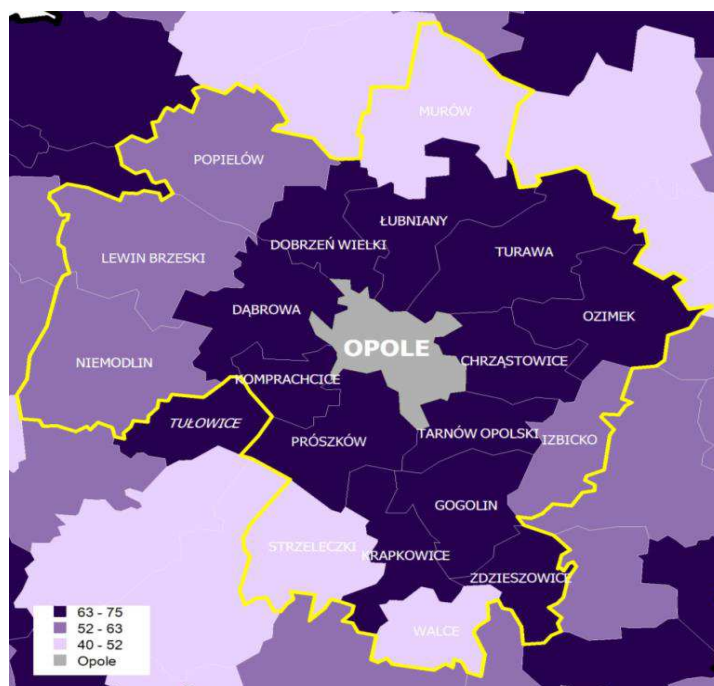 MURÓW
POPIELÓW
ŁUBNIANY
DOBRZEŃ WIELKI
TURAWA
LEWIN BRZESKI
DĄBROWA
OZIMEK
OPOLE
NIEMODLIN
CHRZĄSTOWICE
KOMPRACHCICE
TUŁOWICE
PRÓSZKÓW
TARNÓW OPOLSKI
IZBICKO
GOGOLIN
STRZELECZKI
KRAPKOWICE
ZDZIESZOWICE
WALCE
63 - 75
52 - 63
40 - 52
Opole